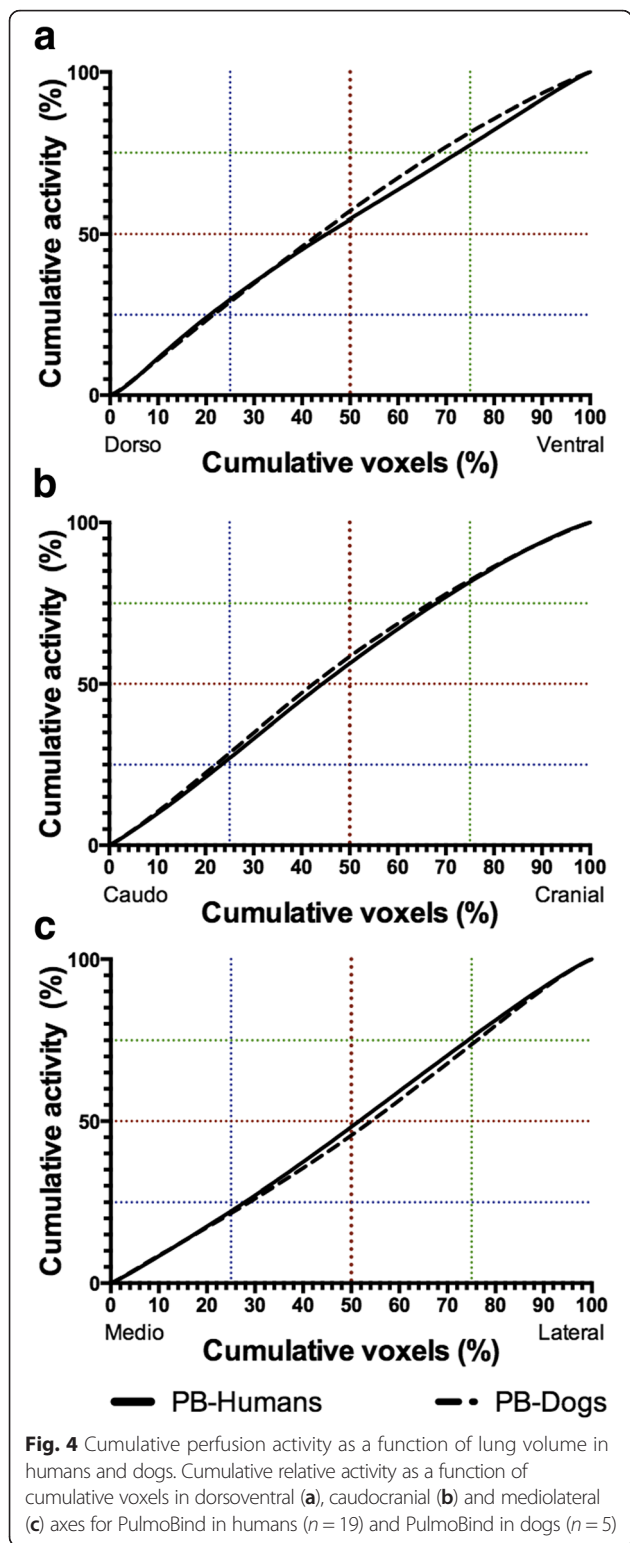 a
Cumulative activity (%)
100
50
0
0 10 20 30 40 50 60 70 80 90 100
Dorso Ventral
Cumulative voxels (%)
b
Cumulative activity (%)
100
50
0
0 10 20 30 40 50 60 70 80 90 100
Caudo Cranial
Cumulative voxels (%)
c
Cumulative activity (%)
100
50
0
0 10 20 30 40 50 60 70 80 90 100
Medio Lateral
Cumulative voxels (%)
PB-Humans PB-Dogs
Fig. 4 Cumulative perfusion activity as a function of lung volume in
humans and dogs. Cumulative relative activity as a function of
cumulative voxels in dorsoventral (a), caudocranial (b) and mediolateral
(c) axes for PulmoBind in humans (n = 19) and PulmoBind in dogs (n = 5)